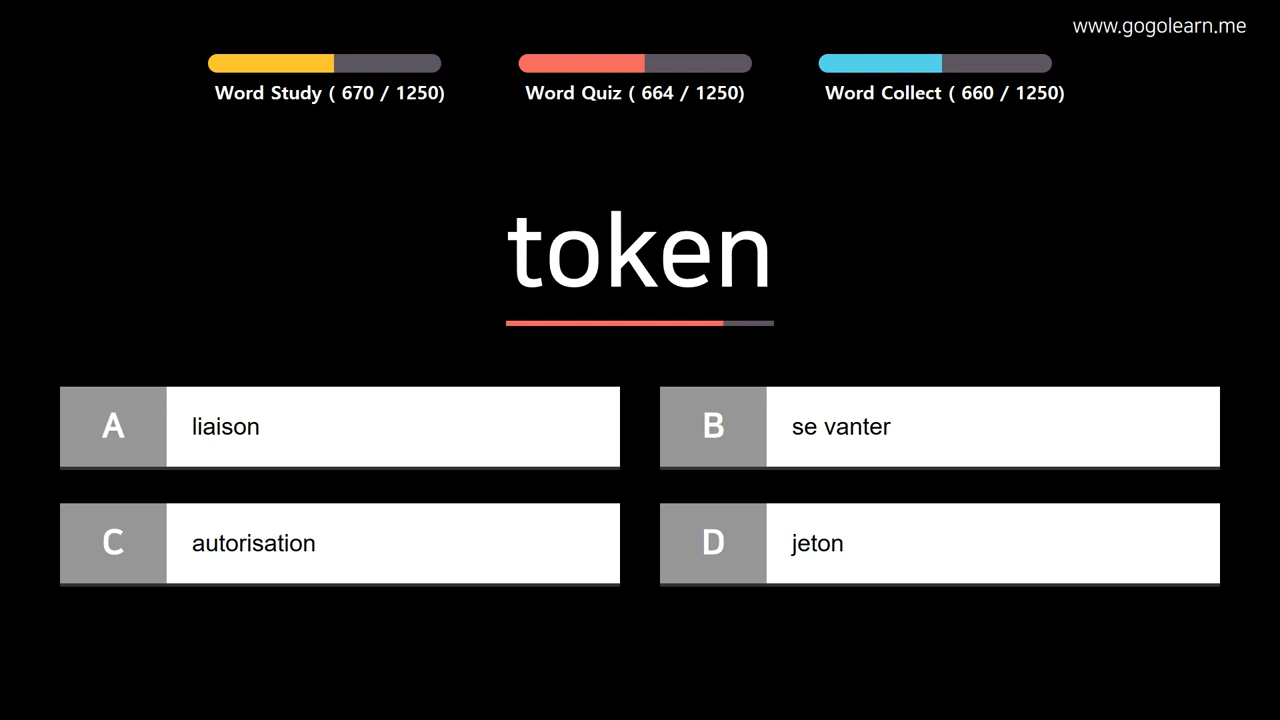 www.gogolearn.me
Word Study ( 670 / 1250)
Word Quiz ( 664 / 1250)
Word Collect ( 660 / 1250)
token
A liaison
B se vanter
C autorisation
D jeton